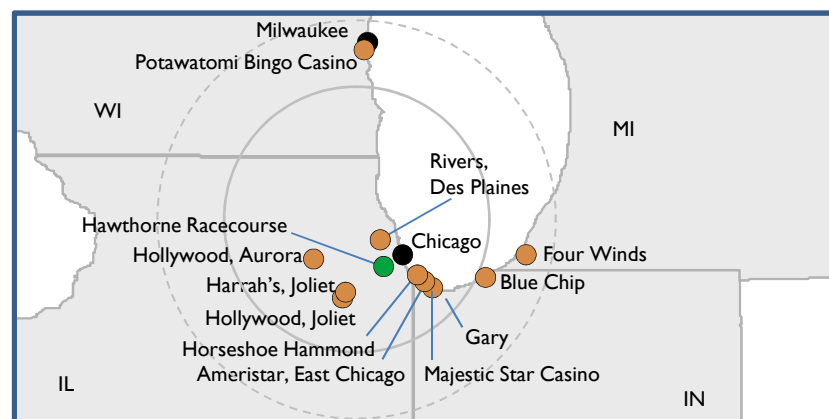 Milwaukee
Potawatomi Bingo Casino
WI
MI
Rivers,
Des Plaines
Hawthorne Racecourse
Chicago
Hollywood, Aurora
Four Winds
Harrah's, Joliet
Blue Chip
Hollywood, Joliet
Gary
Horseshoe Hammond
Ameristar, East Chicago
Majestic Star Casino
IL
IN